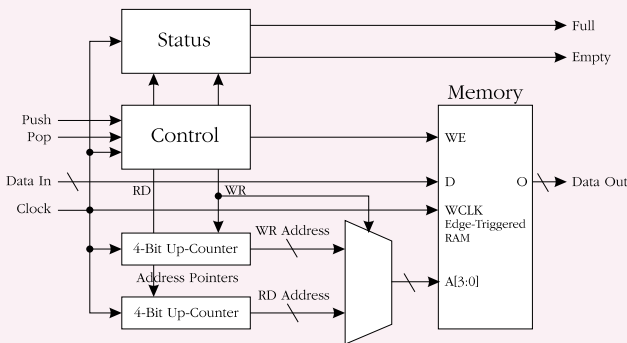 Status
Full
Empty
Memory
Push
Pop
Control
WE
Data In
RD
WR
D
O
Data Out
Clock
WCLK
Edge-Triggered
RAM
WR Address
4-Bit Up-Counter
Address Pointers
A[3:0]
RD Address
4-Bit Up-Counter